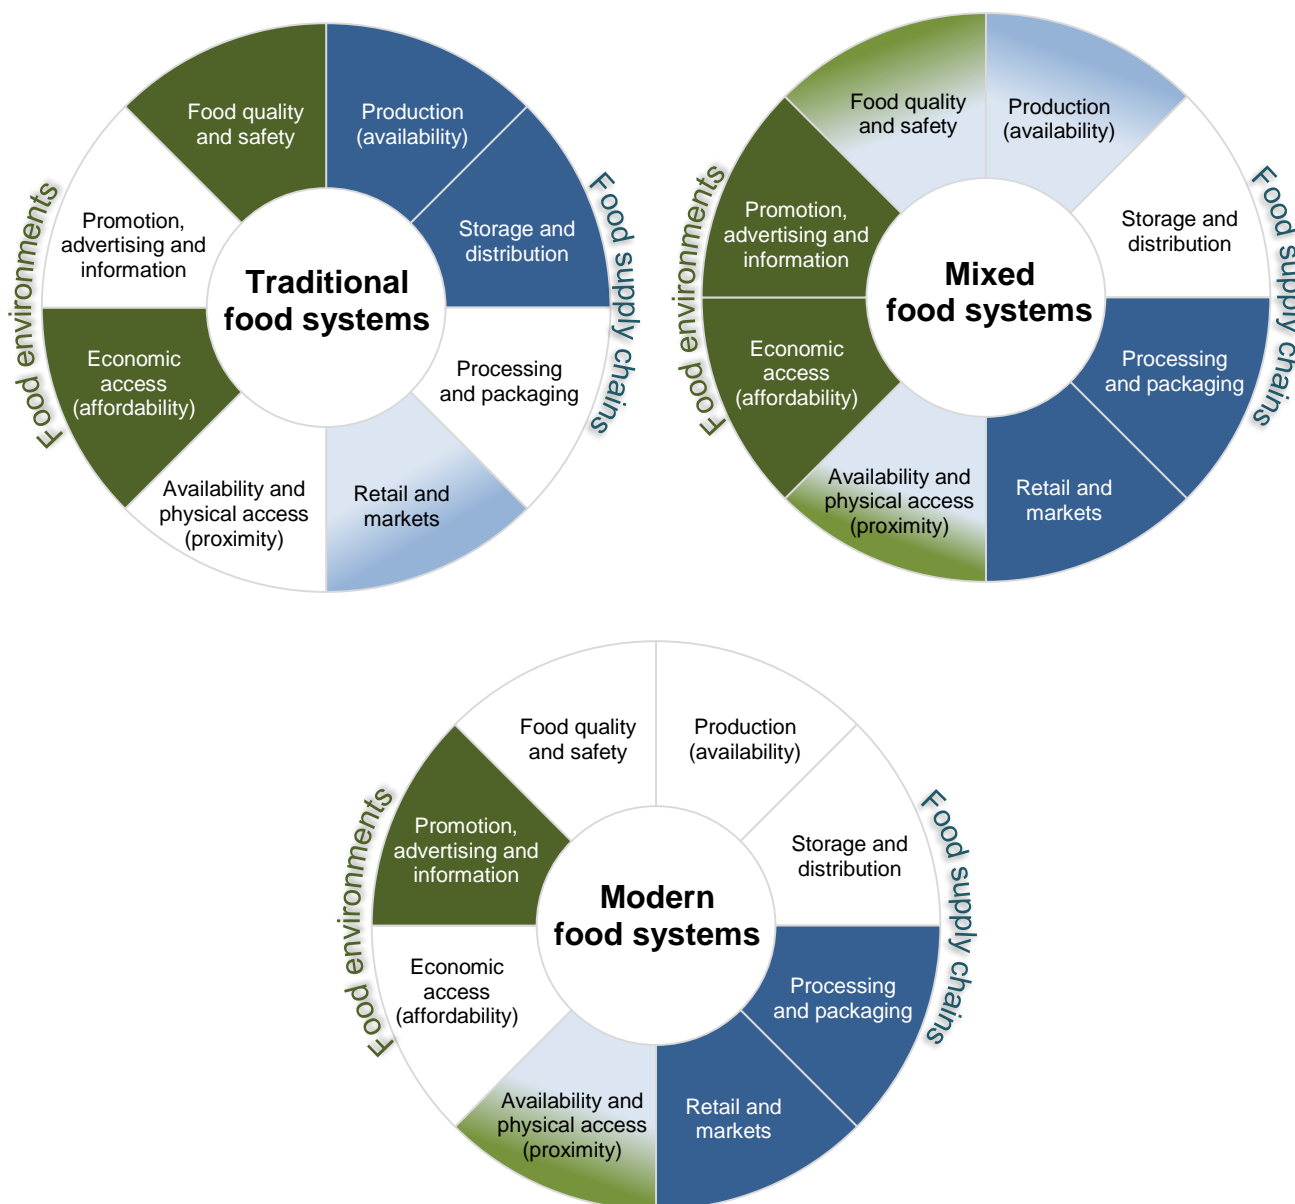 Food environments
Food supply chains
Food quality
and safety
Production
(availability)
Storage and
distribution
Processing
and packaging
Retail and
markets
Availability and
physical access
(proximity)
Economic
access
(affordability)
Promotion,
advertising and
information
Traditional
food systems
Food environments
Food supply chains
Food quality
and safety
Production
(availability)
Storage and
distribution
Processing
and packaging
Retail and
markets
Availability and
physical access
(proximity)
Economic
access
(affordability)
Promotion,
advertising and
information
Mixed
food systems
Food environments
Food supply chains
Food quality
and safety
Production
(availability)
Storage and
distribution
Processing
and packaging
Retail and
markets
Availability and
physical access
(proximity)
Economic
access
(affordability)
Promotion,
advertising and
information
Modern
food systems